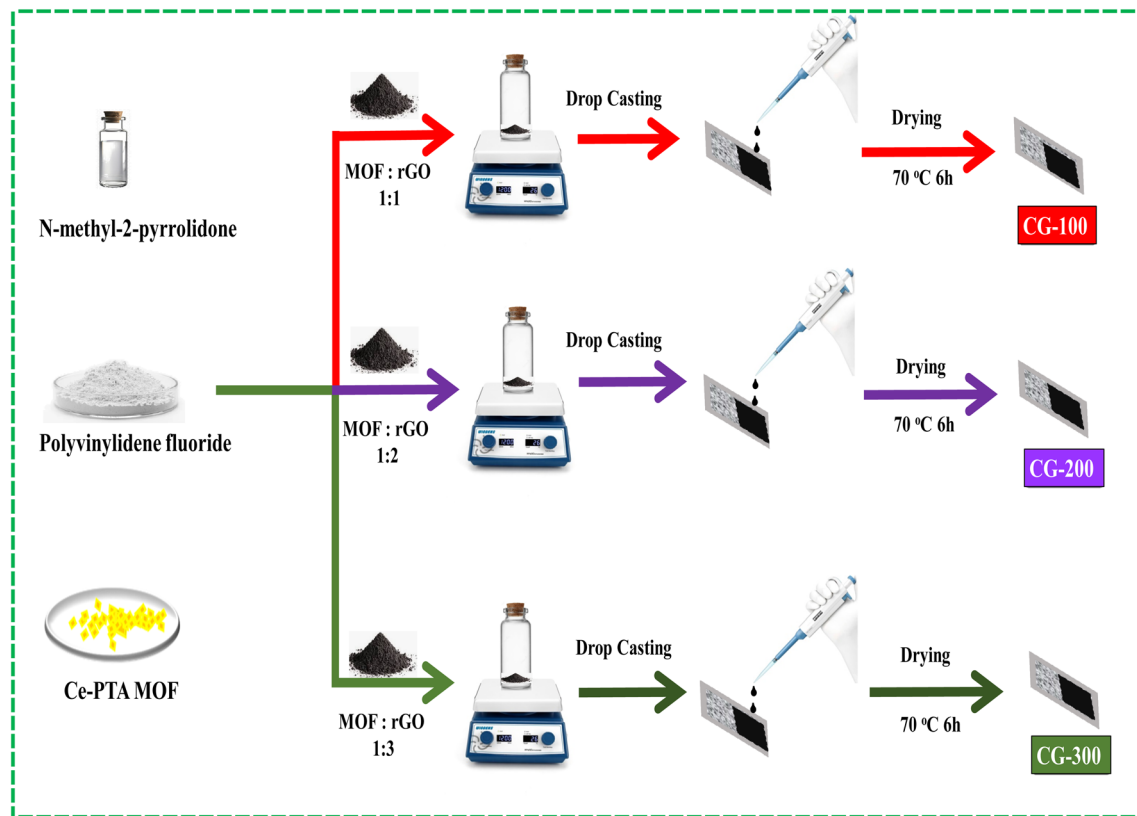 N-methyl-2-pyrrolidone
Polyvinylidene fluoride
Ce-PTA MOF
MOF : rGO
1:1
Drop Casting
Drying
70 ºC 6h
CG-100
MOF : rGO
1:2
Drop Casting
Drying
70 ºC 6h
CG-200
MOF : rGO
1:3
Drop Casting
Drying
70 ºC 6h
CG-300